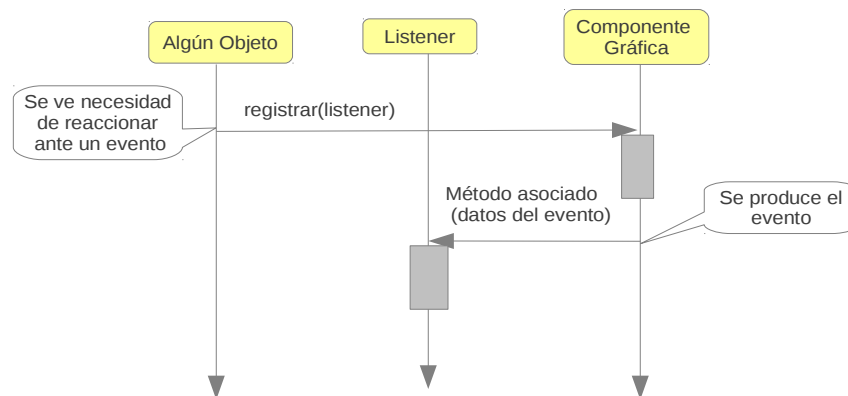 Algún Objeto
Listener
Componente
Gráfica
Se ve necesidad
de reaccionar
ante un evento
registrar(listener)
Método asociado
(datos del evento)
Se produce el
evento